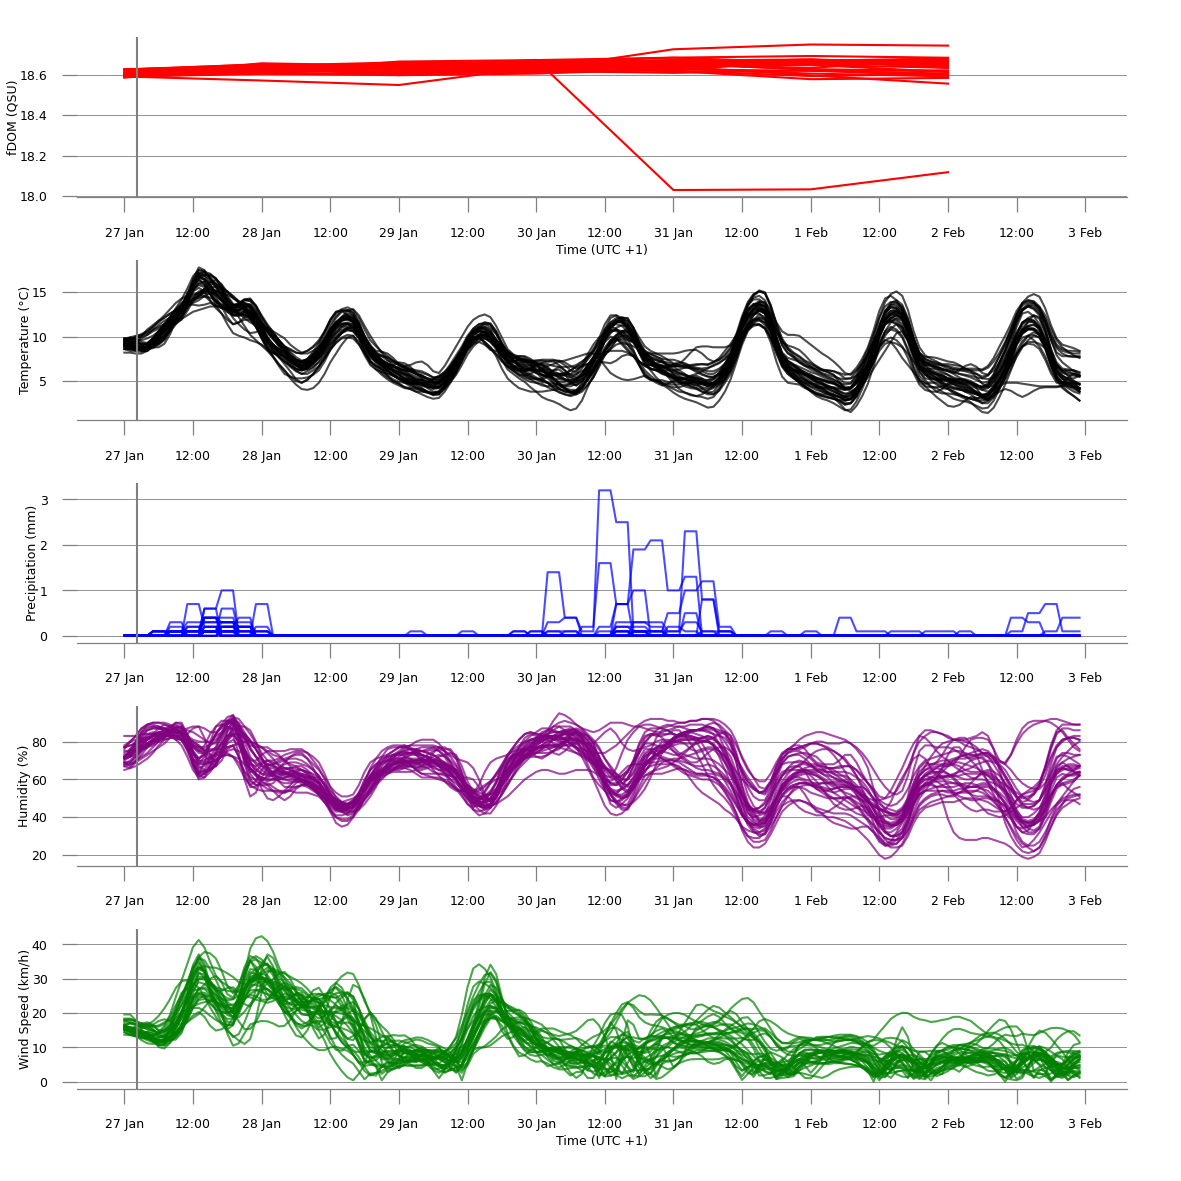 fDOM (QSU)
18.6
18.4
18.2
18.0
27 Jan 12:00 28 Jan 12:00 29 Jan 12:00 30 Jan 12:00 31 Jan 12:00 1 Feb 12:00 2 Feb 12:00 3 Feb
Time (UTC +1)
Temperature (°C)
15
10
5
27 Jan 12:00 28 Jan 12:00 29 Jan 12:00 30 Jan 12:00 31 Jan 12:00 1 Feb 12:00 2 Feb 12:00 3 Feb
Precipitation (mm)
3
2
1
0
27 Jan 12:00 28 Jan 12:00 29 Jan 12:00 30 Jan 12:00 31 Jan 12:00 1 Feb 12:00 2 Feb 12:00 3 Feb
Humidity (%)
80
60
40
20
27 Jan 12:00 28 Jan 12:00 29 Jan 12:00 30 Jan 12:00 31 Jan 12:00 1 Feb 12:00 2 Feb 12:00 3 Feb
Wind Speed (km/h)
40
30
20
10
0
27 Jan 12:00 28 Jan 12:00 29 Jan 12:00 30 Jan 12:00 31 Jan 12:00 1 Feb 12:00 2 Feb 12:00 3 Feb
Time (UTC +1)